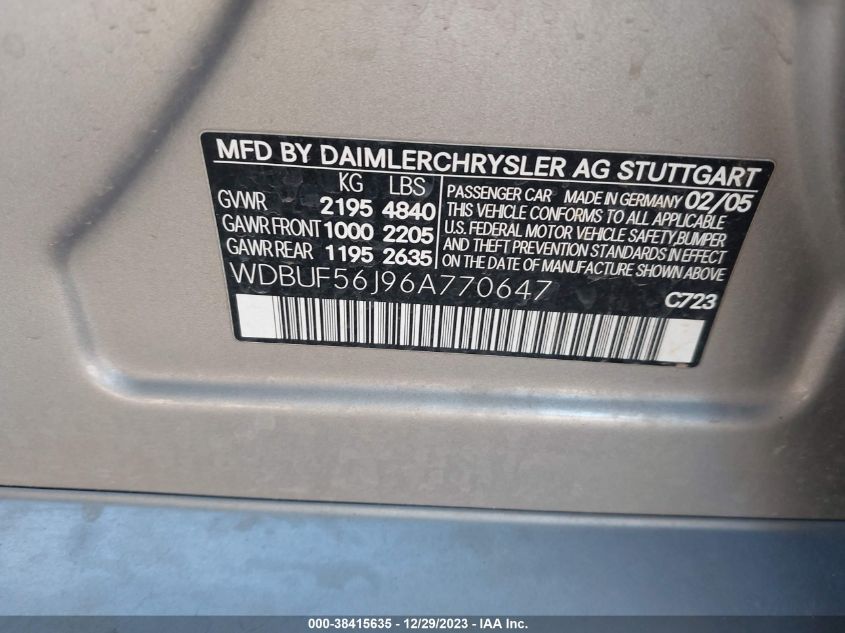 MFD BY DAIMLERCHRYSLER AG STUTTGART
KG LBS
GVWR 2195 4840
GAWR FRONT 1000 2205
GAWR REAR 1195 2635
PASSENGER CAR MADE IN GERMANY 02/05
THIS VEHICLE CONFORMS TO ALL APPLICABLE
U.S. FEDERAL MOTOR VEHICLE SAFETY, BUMPER
AND THEFT PREVENTION STANDARDS IN EFFECT
ON THE DATE OF MANUFACTURE SHOWN ABOVE
WDBUF56J96A770647
C723
000-38415635 - 12/29/2023 - IAA Inc.